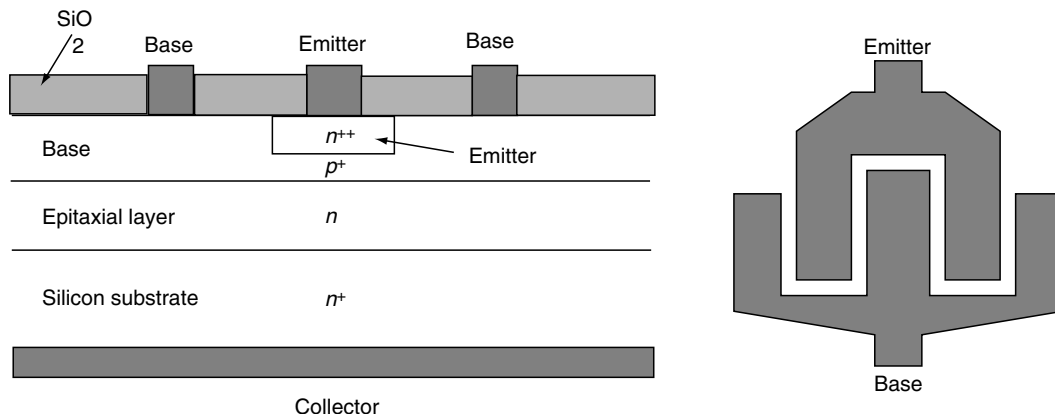 SiO
2
Base
Emitter
Base
n++
Base
Emitter
p+
Epitaxial layer
n
Silicon substrate
n+
Collector
Emitter
Base